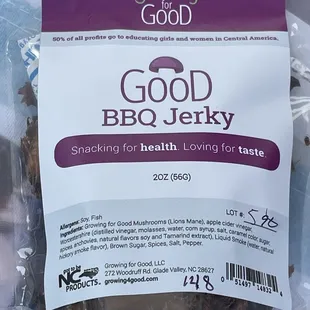 for
GooD
50% of all profits go to educating girls and women in Central America.
GooD
BBQ Jerky
Snacking for health. Loving for taste.
2OZ (56G)
LOT #: 
Allergens: Soy, Fish
Ingredients: Growing for Good Mushrooms (Lions Mane), apple cider vinegar,
Worcestershire (distilled vinegar, molasses, water, corn syrup, salt, caramel color, sugar,
spices, anchovies, natural flavors soy and Tamarind extract), Liquid Smoke (water, natural
hickory smoke flavor), Brown Sugar, Spices, Salt, Pepper.
Got to be
NC
PRODUCTS.
Growing for Good, LLC
272 Woodruff Rd. Glade Valley, NC 28627
growing4good.com
148